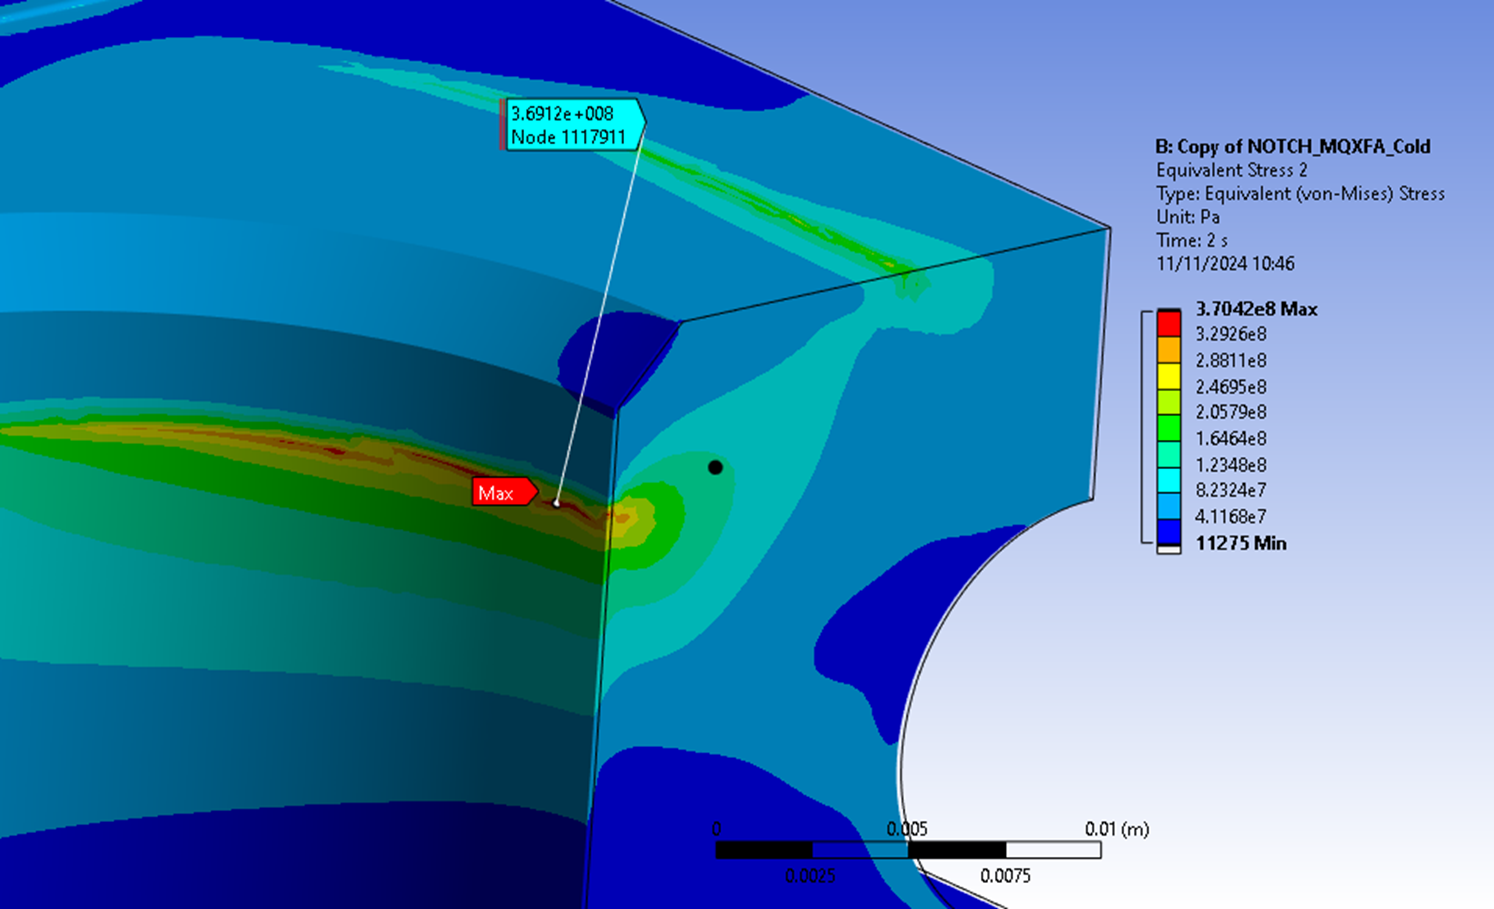 3.6912e+008
Node 1117911
Max
B: Copy of NOTCH_MQXFA_Cold
Equivalent Stress 2
Type: Equivalent (von-Mises) Stress
Unit: Pa
Time: 2 s
11/11/2024 10:46
3.7042e8 Max
3.2926e8
2.8811e8
2.4695e8
2.0579e8
1.6464e8
1.2348e8
8.2324e7
4.1168e7
11275 Min
0 0.005 0.01 (m)
0.0025 0.0075